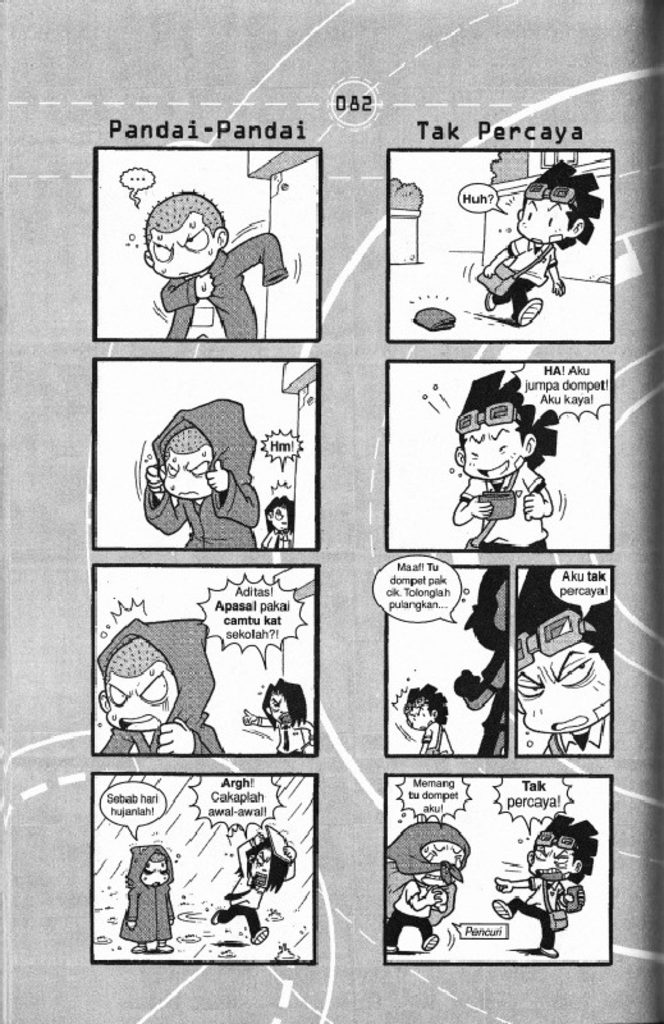 082
Pandai-Pandai
...
Hm!
Aditas!
Apasal pakai
camtu kat
sekolah?!
Sebab hari
hujanlah!
Argh!
Cakaplah
awal-awal!
Tak Percaya
Huh?
HA! Aku
jumpa dompet!
Aku kaya!
Maaf! Tu
dompet pak
cik. Tolonglah
pulangkan...
Aku tak
percaya!
Memang
tu dompet
aku!
Tak
percaya!
Pencuri